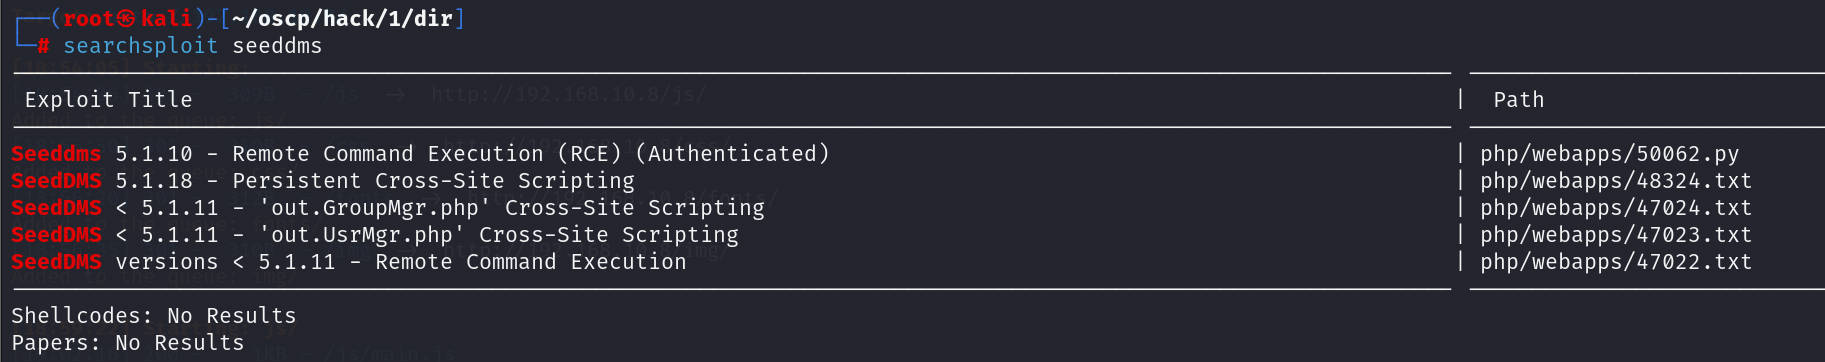 ┌──(root㉿kali)-[~/oscp/hack/1/dir]
└─# searchsploit seeddms
Exploit Title | Path
Seeddms 5.1.10 - Remote Command Execution (RCE) (Authenticated) | php/webapps/50062.py
SeedDMS 5.1.18 - Persistent Cross-Site Scripting | php/webapps/48324.txt
SeedDMS < 5.1.11 - 'out.GroupMgr.php' Cross-Site Scripting | php/webapps/47024.txt
SeedDMS < 5.1.11 - 'out.UsrMgr.php' Cross-Site Scripting | php/webapps/47023.txt
SeedDMS versions < 5.1.11 - Remote Command Execution | php/webapps/47022.txt
Shellcodes: No Results
Papers: No Results